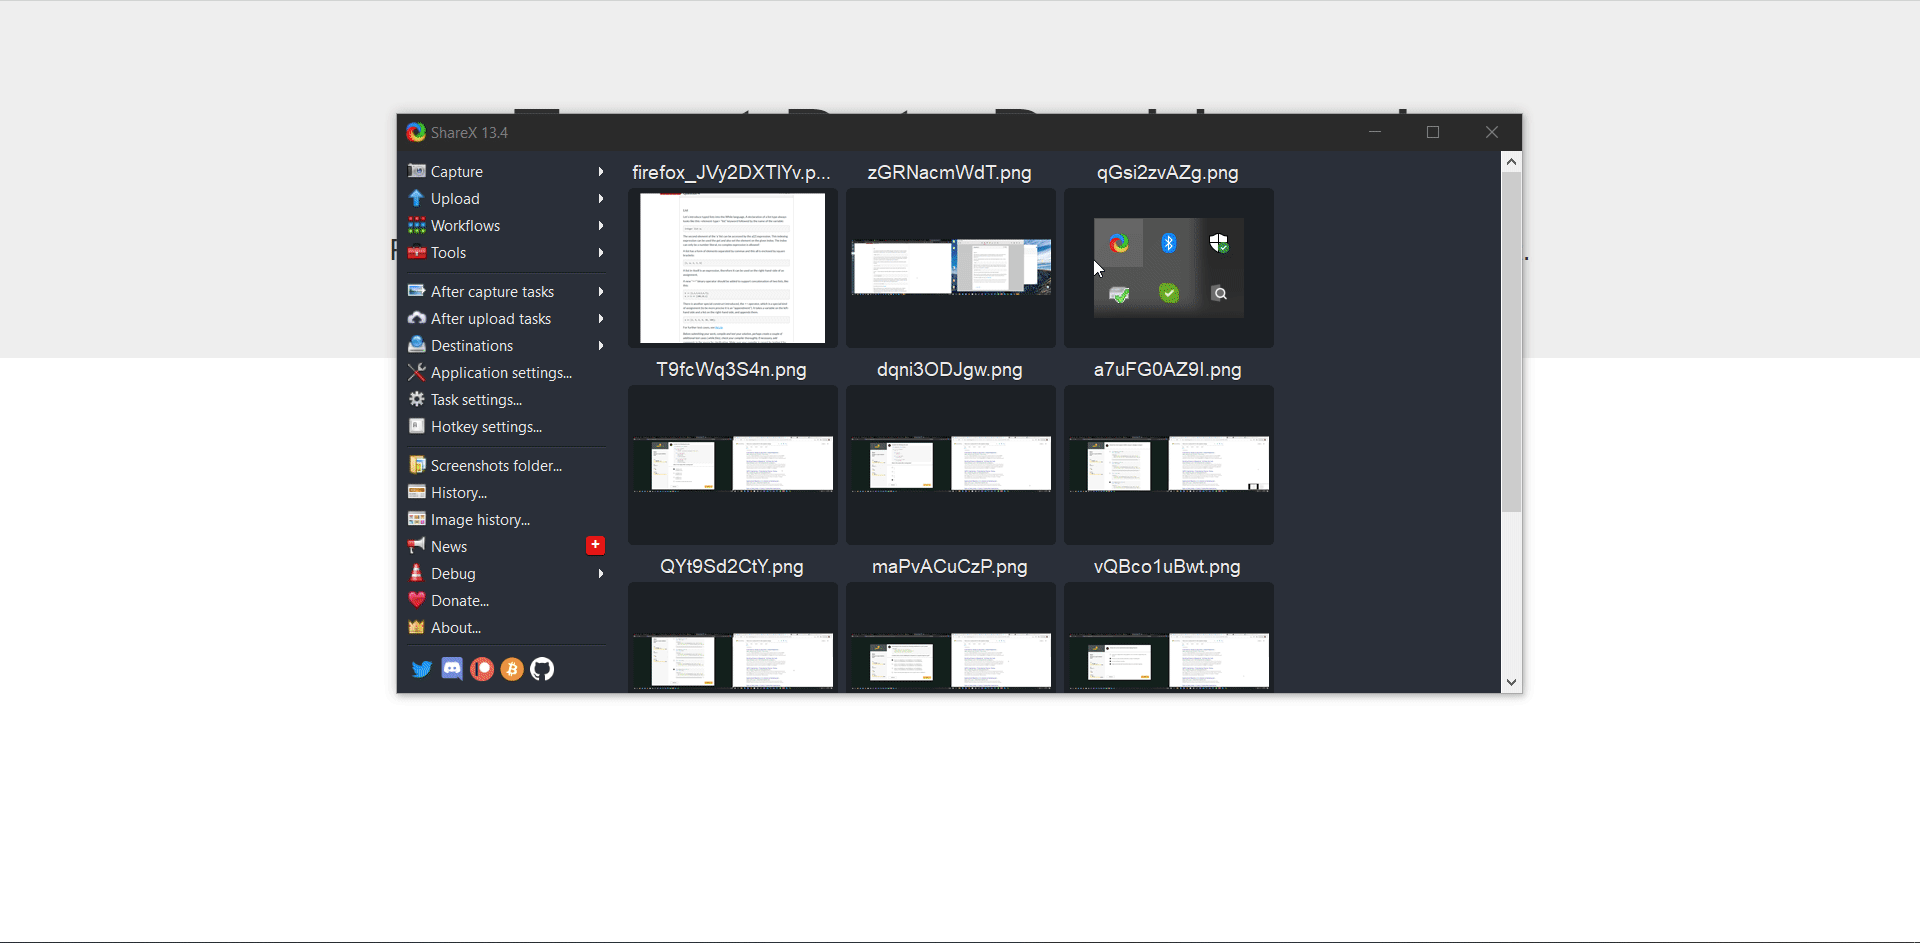 ShareX 13.4
Capture
Upload
Workflows
Tools
After capture tasks
After upload tasks
Destinations
Application settings...
Task settings...
Hotkey settings...
Screenshots folder...
History...
Image history...
News
Debug
Donate...
About...
firefox_JVy2DXTlYv.p...
zGRNacmWdT.png
qGsi2zvAZg.png
T9fcWq3S4n.png
dqni3ODJgw.png
a7uFG0AZ9I.png
QYt9Sd2CtY.png
maPvACuCzP.png
vQBco1uBwt.png